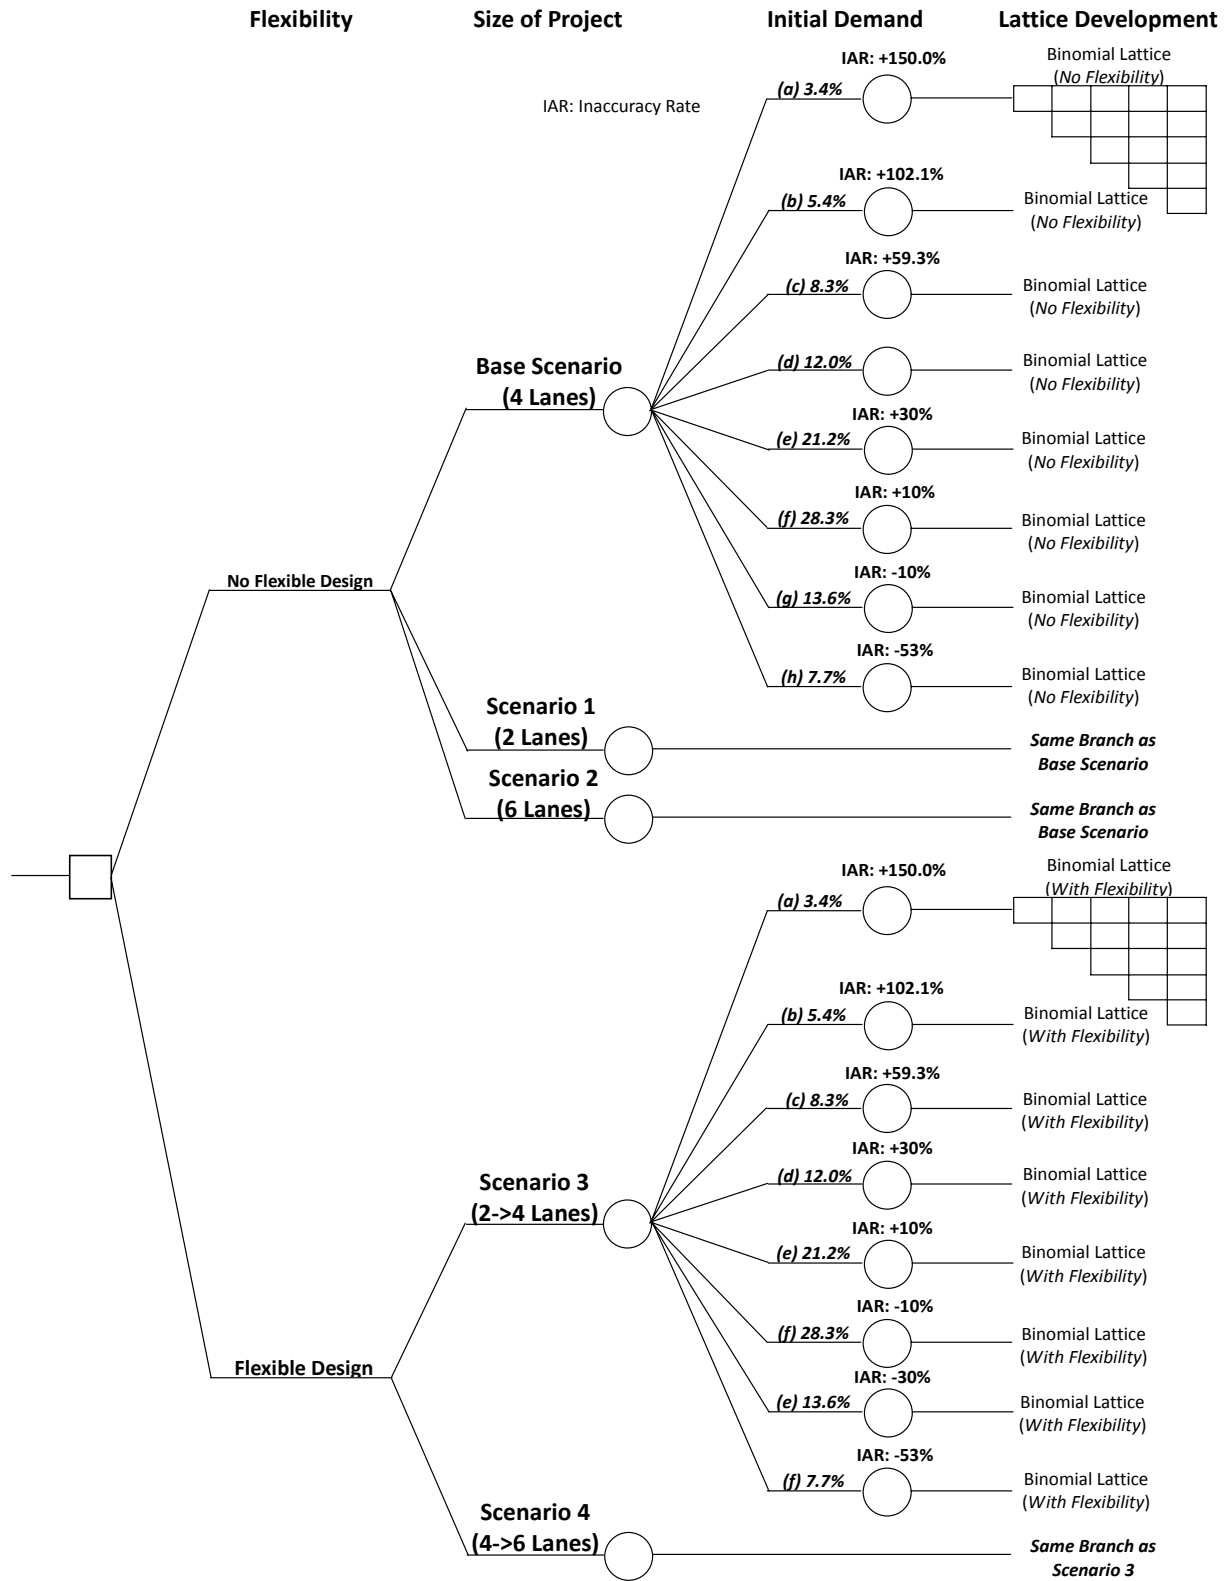 Flexibility Size of Project Initial Demand Lattice Development
IAR: Inaccuracy Rate
IAR: +150.0%
(a) 3.4%
Binomial Lattice
(No Flexibility)
IAR: +102.1%
(b) 5.4%
Binomial Lattice
(No Flexibility)
IAR: +59.3%
(c) 8.3%
Binomial Lattice
(No Flexibility)
Base Scenario
(4 Lanes)
(d) 12.0%
Binomial Lattice
(No Flexibility)
IAR: +30%
(e) 21.2%
Binomial Lattice
(No Flexibility)
IAR: +10%
(f) 28.3%
Binomial Lattice
(No Flexibility)
No Flexible Design
IAR: -10%
(g) 13.6%
Binomial Lattice
(No Flexibility)
IAR: -53%
(h) 7.7%
Binomial Lattice
(No Flexibility)
Scenario 1
(2 Lanes)
Same Branch as
Base Scenario
Scenario 2
(6 Lanes)
Same Branch as
Base Scenario
IAR: +150.0%
(a) 3.4%
Binomial Lattice
(With Flexibility)
IAR: +102.1%
(b) 5.4%
Binomial Lattice
(With Flexibility)
IAR: +59.3%
(c) 8.3%
Binomial Lattice
(With Flexibility)
Scenario 3
(2->4 Lanes)
IAR: +30%
(d) 12.0%
Binomial Lattice
(With Flexibility)
IAR: +10%
(e) 21.2%
Binomial Lattice
(With Flexibility)
IAR: -10%
(f) 28.3%
Binomial Lattice
(With Flexibility)
Flexible Design
IAR: -30%
(e) 13.6%
Binomial Lattice
(With Flexibility)
IAR: -53%
(f) 7.7%
Binomial Lattice
(With Flexibility)
Scenario 4
(4->6 Lanes)
Same Branch as
Scenario 3